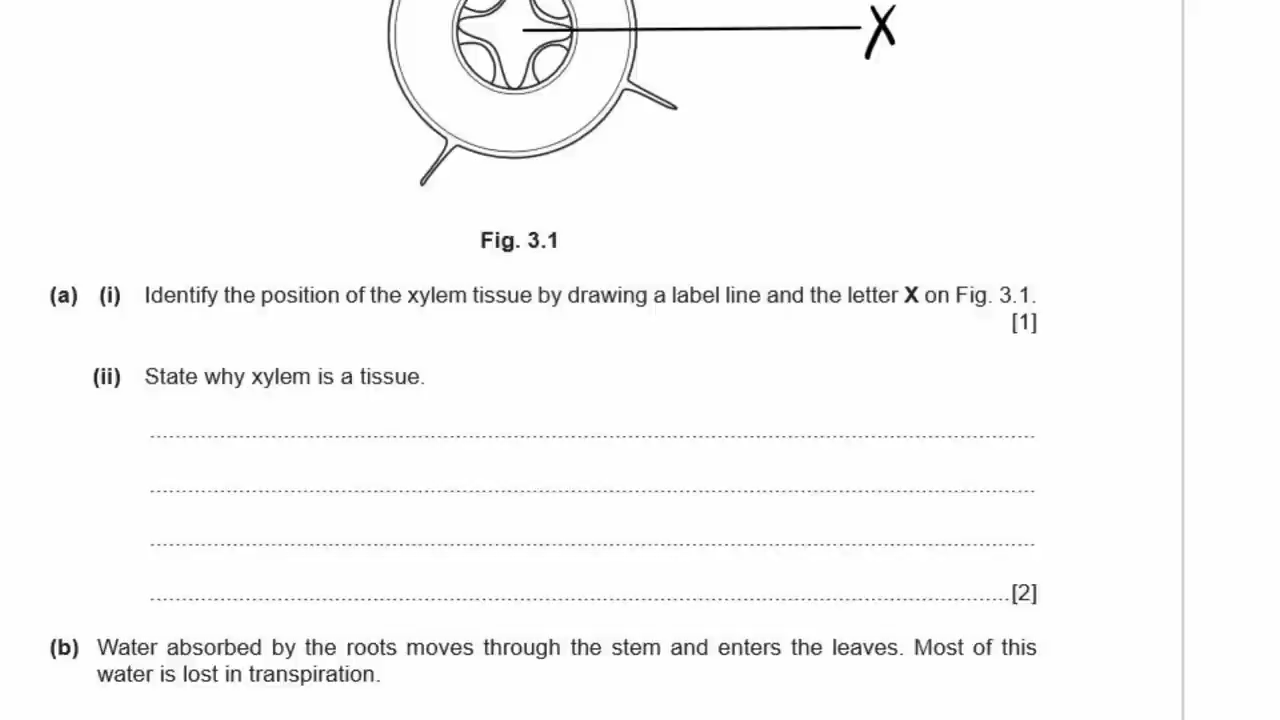 X
Fig. 3.1
(a) (i) Identify the position of the xylem tissue by drawing a label line and the letter X on Fig. 3.1.
[1]
(ii) State why xylem is a tissue.
[2]
(b) Water absorbed by the roots moves through the stem and enters the leaves. Most of this
water is lost in transpiration.